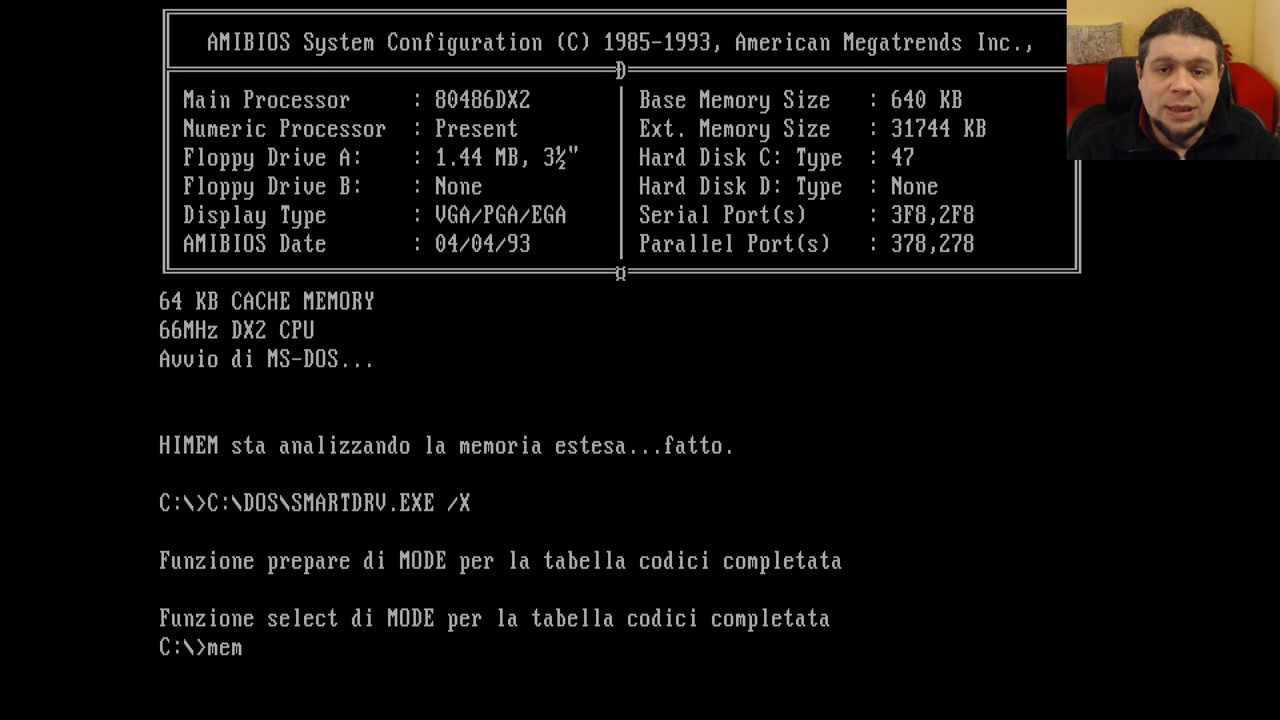 AMIBIOS System Configuration (C) 1985-1993, American Megatrends Inc.,
Main Processor : 80486DX2 Base Memory Size : 640 KB
Numeric Processor : Present Ext. Memory Size : 31744 KB
Floppy Drive A: : 1.44 MB, 3½" Hard Disk C: Type : 47
Floppy Drive B: : None Hard Disk D: Type : None
Display Type : VGA/PGA/EGA Serial Port(s) : 3F8,2F8
AMIBIOS Date : 04/04/93 Parallel Port(s) : 378,278
64 KB CACHE MEMORY
66MHz DX2 CPU
Avvio di MS-DOS...
HIMEM sta analizzando la memoria estesa...fatto.
C:\>C:\DOS\SMARTDRV.EXE /X
Funzione prepare di MODE per la tabella codici completata
Funzione select di MODE per la tabella codici completata
C:\>mem